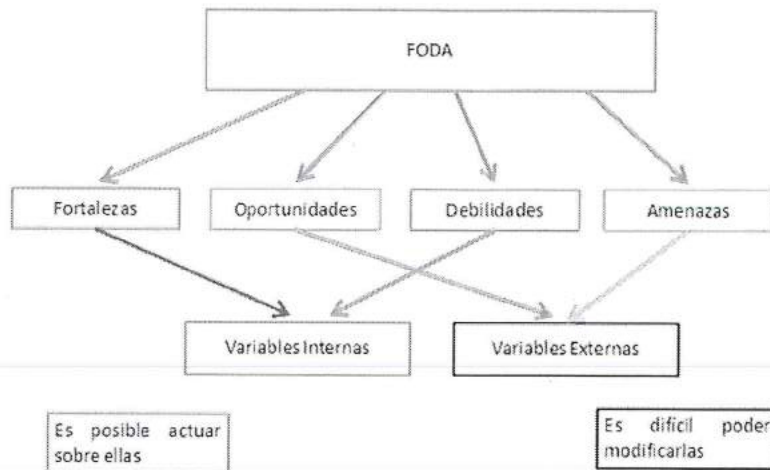 FODA
Fortalezas
Oportunidades
Debilidades
Amenazas
Variables Internas
Variables Externas
Es posible actuar
sobre ellas
Es difícil poder
modificarlas